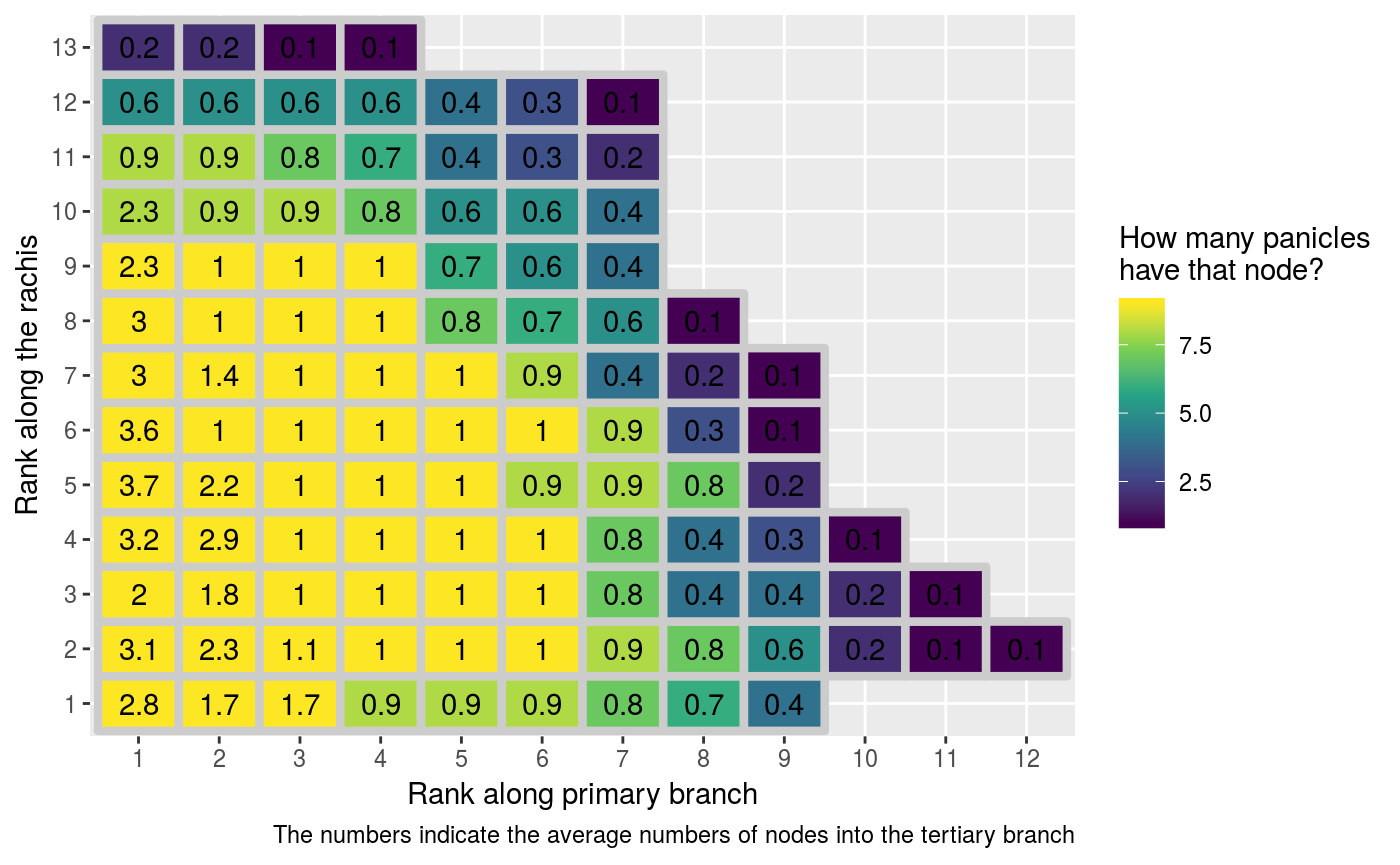 13 0.2 0.2 0.1 0.1
12 0.6 0.6 0.6 0.6 0.4 0.3 0.1
11 0.9 0.9 0.8 0.7 0.4 0.3 0.2
10 2.3 0.9 0.9 0.8 0.6 0.6 0.4
9 2.3 1 1 1 0.7 0.6 0.4
8 3 1 1 1 0.8 0.7 0.6 0.1
7 3 1.4 1 1 1 0.9 0.4 0.2 0.1
6 3.6 1 1 1 1 1 0.9 0.3 0.1
5 3.7 2.2 1 1 1 0.9 0.9 0.8 0.2
4 3.2 2.9 1 1 1 1 0.8 0.4 0.3 0.1
3 2 1.8 1 1 1 1 0.8 0.4 0.4 0.2 0.1
2 3.1 2.3 1.1 1 1 1 0.9 0.8 0.6 0.2 0.1 0.1
1 2.8 1.7 1.7 0.9 0.9 0.9 0.8 0.7 0.4
1 2 3 4 5 6 7 8 9 10 11 12
Rank along the rachis
Rank along primary branch
The numbers indicate the average numbers of nodes into the tertiary branch
How many panicles
have that node?
7.5
5.0
2.5